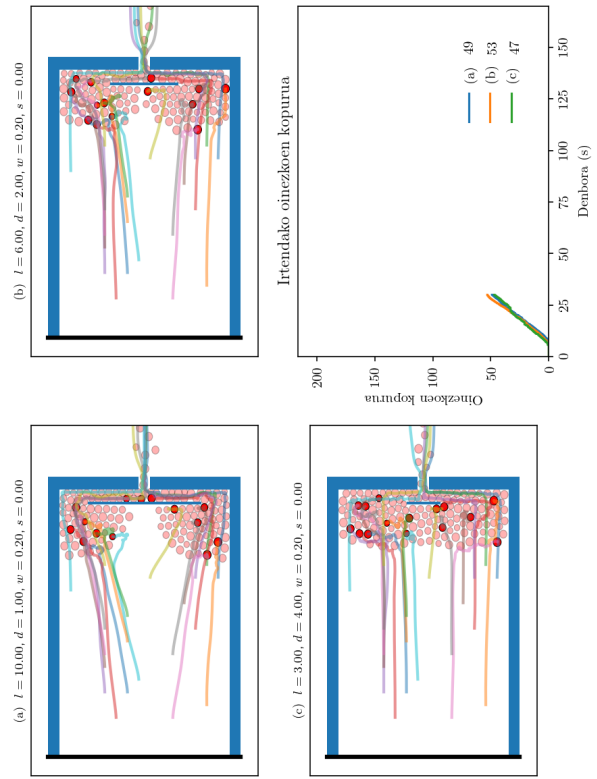 (a) l = 10.00, d = 1.00, w = 0.20, s = 0.00
(b) l = 6.00, d = 2.00, w = 0.20, s = 0.00
(c) l = 3.00, d = 4.00, w = 0.20, s = 0.00
Irtendako oinezkoen kopurua
Oinezkoen kopurua
200
150
100
50
0
(a) 49
(b) 53
(c) 47
0 25 50 75 100 125 150
Denbora (s)